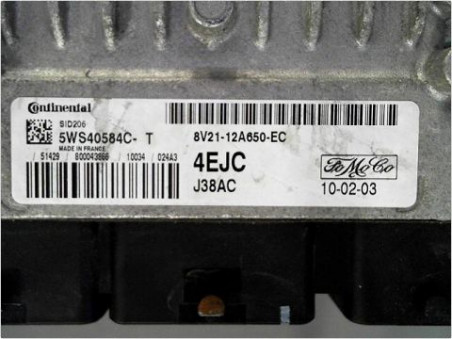 Continental
SID206
5WS40584C- T
MADE IN FRANCE
8V21-12A650-EC
51429 10034 024A3
4EJC
J38AC
FoMoCo
10-02-03